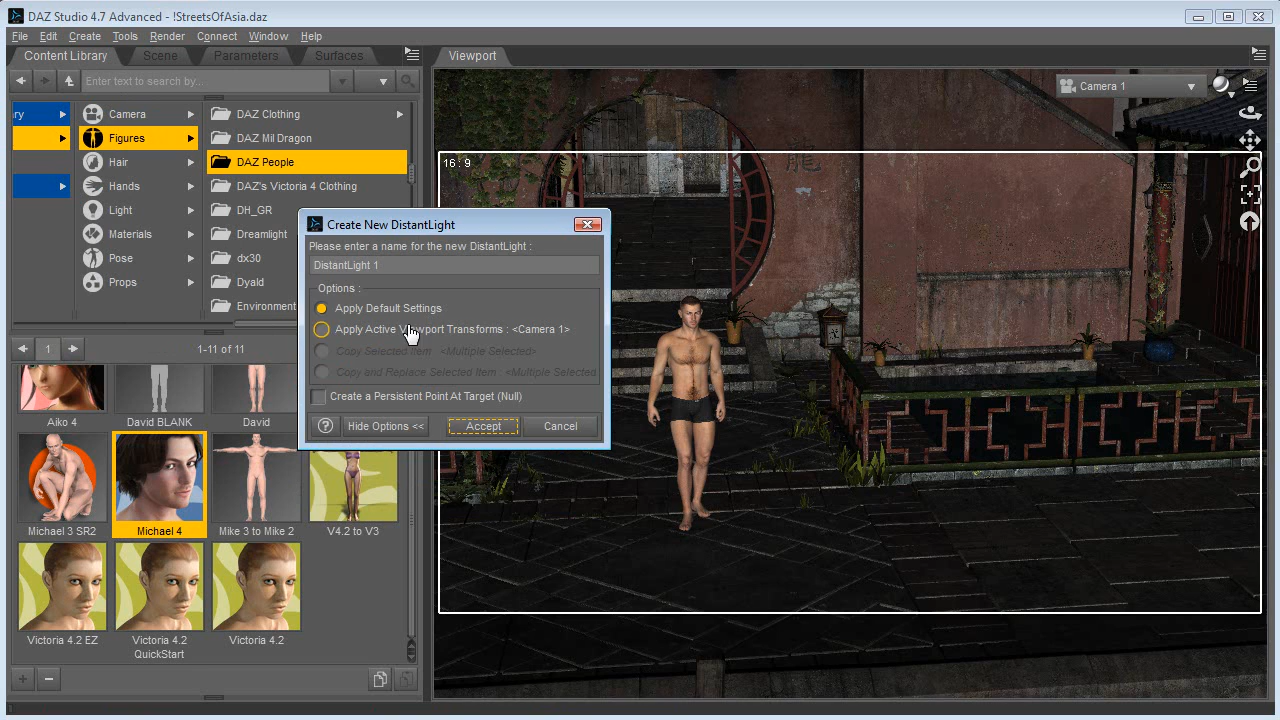 DAZ Studio 4.7 Advanced - !StreetsOfAsia.daz
File Edit Create Tools Render Connect Window Help
Content Library Scene Parameters Surfaces Viewport
Enter text to search by...
ry
Camera
Figures
Hair
Hands
Light
Materials
Pose
Props
DAZ Clothing
DAZ Mil Dragon
DAZ People
DAZ's Victoria 4 Clothing
DH_GR
Dreamlight
dx30
Dyald
Environment
Camera 1
16 : 9
龍
Create New DistantLight
Please enter a name for the new DistantLight :
DistantLight 1
Options :
Apply Default Settings
Apply Active Viewport Transforms : <Camera 1>
Copy Selected Item : <Multiple Selected>
Copy and Replace Selected Item : <Multiple Selected
Create a Persistent Point At Target (Null)
? Hide Options << Accept Cancel
1 1-11 of 11
Aiko 4 David BLANK David
Michael 3 SR2 Michael 4 Mike 3 to Mike 2 V4.2 to V3
Victoria 4.2 EZ Victoria 4.2 QuickStart Victoria 4.2